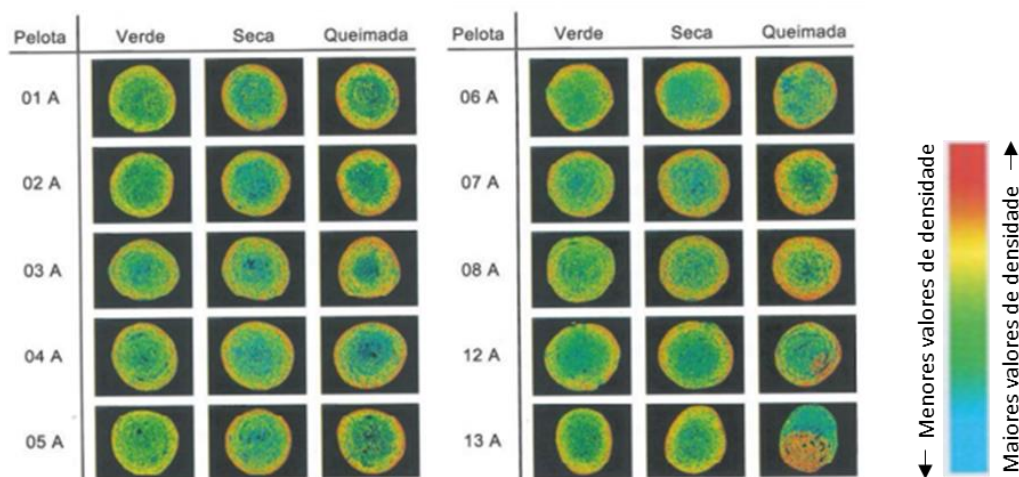 Pelota Verde Seca Queimada
01 A
02 A
03 A
04 A
05 A
Pelota Verde Seca Queimada
06 A
07 A
08 A
12 A
13 A
← Menores valores de densidade
Maiores valores de densidade →